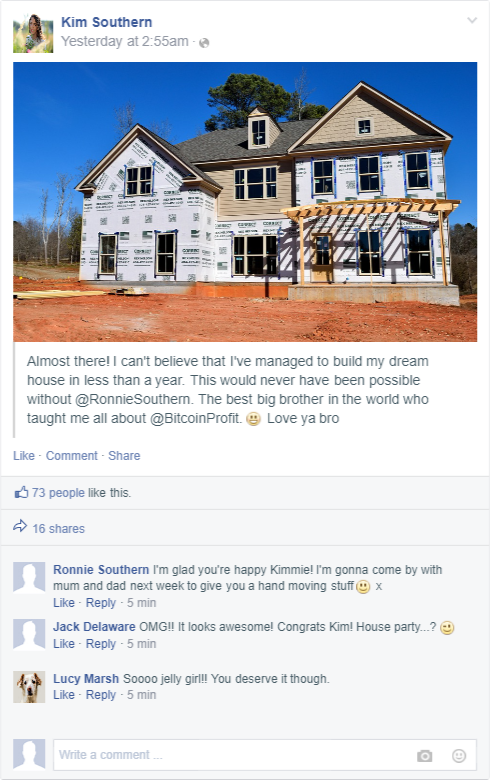 Kim Southern
Yesterday at 2:55am ·
Almost there! I can't believe that I've managed to build my dream
house in less than a year. This would never have been possible
without @RonnieSouthern. The best big brother in the world who
taught me all about @BitcoinProfit. Love ya bro
Like · Comment · Share
73 people like this.
16 shares
Ronnie Southern I'm glad you're happy Kimmie! I'm gonna come by with
mum and dad next week to give you a hand moving stuff x
Like · Reply · 5 min
Jack Delaware OMG!! It looks awesome! Congrats Kim! House party...?
Like · Reply · 5 min
Lucy Marsh Soooo jelly girl!! You deserve it though.
Like · Reply · 5 min
Write a comment ...